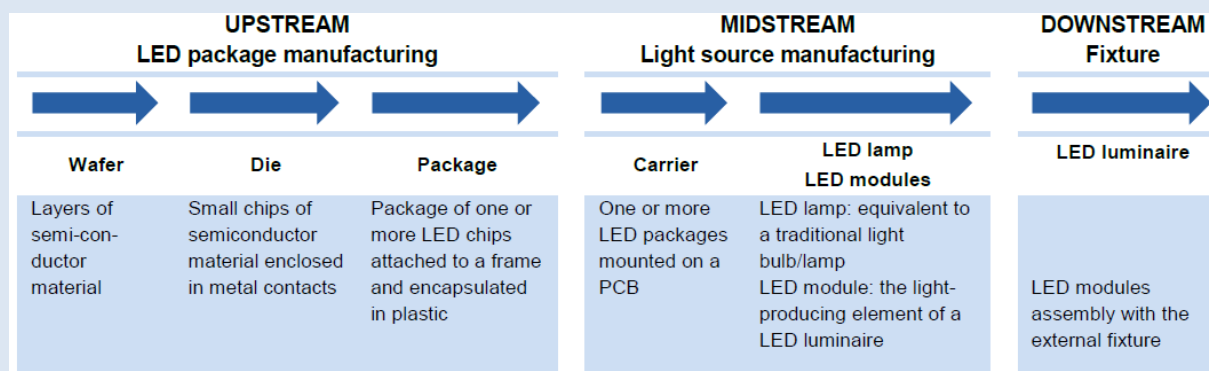 UPSTREAM
LED package manufacturing
MIDSTREAM
Light source manufacturing
DOWNSTREAM
Fixture
Wafer
Die
Package
Carrier
LED lamp
LED modules
LED luminaire
Layers of
semi-con-
ductor
material
Small chips of
semiconductor
material enclosed
in metal contacts
Package of one or
more LED chips
attached to a frame
and encapsulated
in plastic
One or more
LED packages
mounted on a
PCB
LED lamp: equivalent to
a traditional light
bulb/lamp
LED module: the light-
producing element of a
LED luminaire
LED modules
assembly with the
external fixture